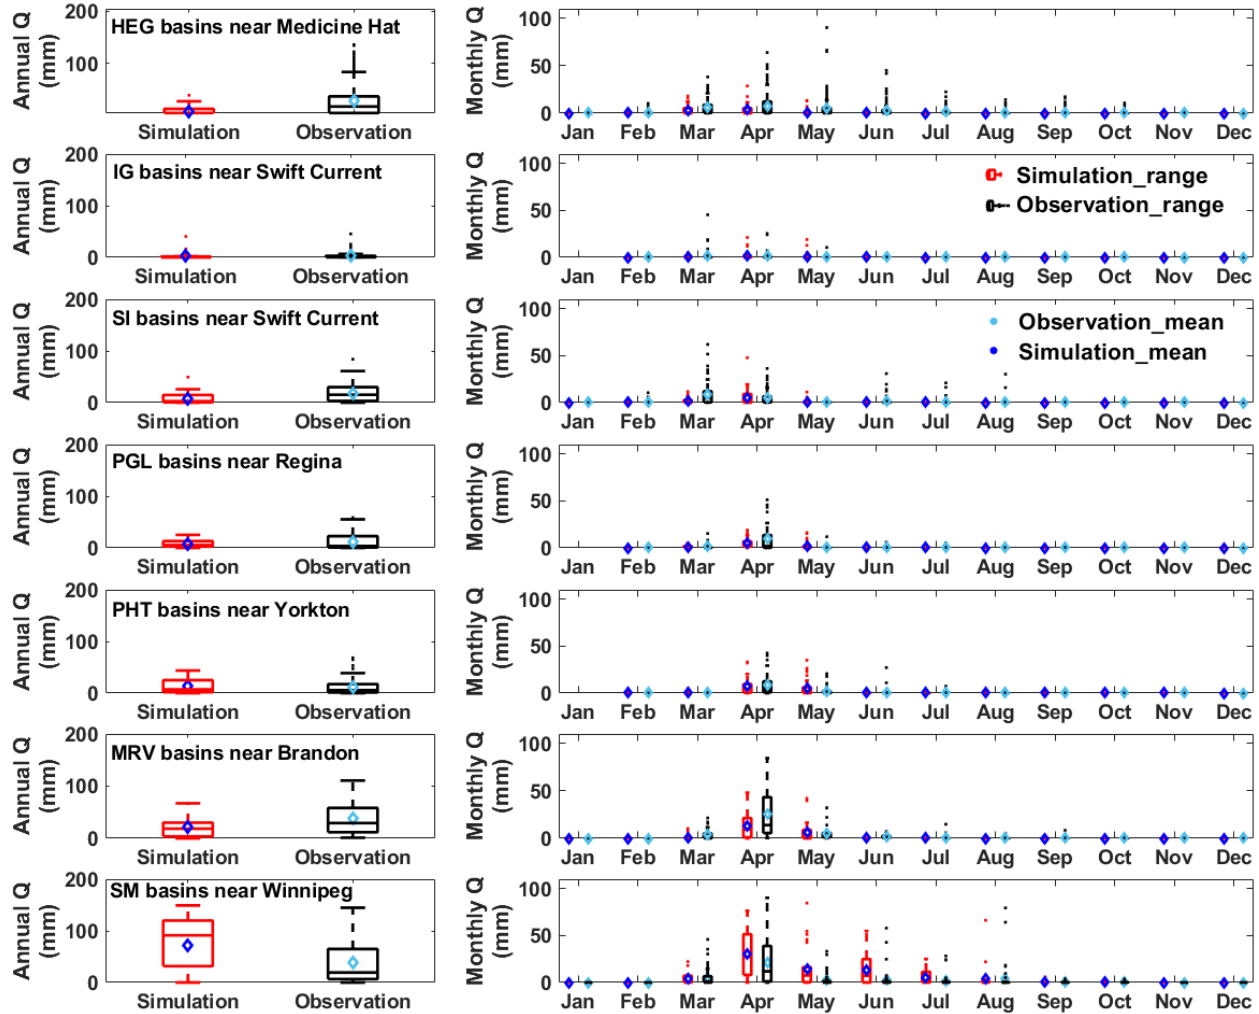 Annual Q
(mm)
200
100
HEG basins near Medicine Hat
Simulation
Observation
Monthly Q
(mm)
100
50
0
Jan Feb Mar Apr May Jun Jul Aug Sep Oct Nov Dec
Annual Q
(mm)
200
100
0
IG basins near Swift Current
Simulation
Observation
Monthly Q
(mm)
100
50
0
Simulation_range
Observation_range
Jan Feb Mar Apr May Jun Jul Aug Sep Oct Nov Dec
Annual Q
(mm)
200
100
0
SI basins near Swift Current
Simulation
Observation
Monthly Q
(mm)
100
50
0
Observation_mean
Simulation_mean
Jan Feb Mar Apr May Jun Jul Aug Sep Oct Nov Dec
Annual Q
(mm)
200
100
0
PGL basins near Regina
Simulation
Observation
Monthly Q
(mm)
100
50
0
Jan Feb Mar Apr May Jun Jul Aug Sep Oct Nov Dec
Annual Q
(mm)
200
100
0
PHT basins near Yorkton
Simulation
Observation
Monthly Q
(mm)
100
50
0
Jan Feb Mar Apr May Jun Jul Aug Sep Oct Nov Dec
Annual Q
(mm)
200
100
0
MRV basins near Brandon
Simulation
Observation
Monthly Q
(mm)
100
50
0
Jan Feb Mar Apr May Jun Jul Aug Sep Oct Nov Dec
Annual Q
(mm)
200
100
0
SM basins near Winnipeg
Simulation
Observation
Monthly Q
(mm)
100
50
0
Jan Feb Mar Apr May Jun Jul Aug Sep Oct Nov Dec